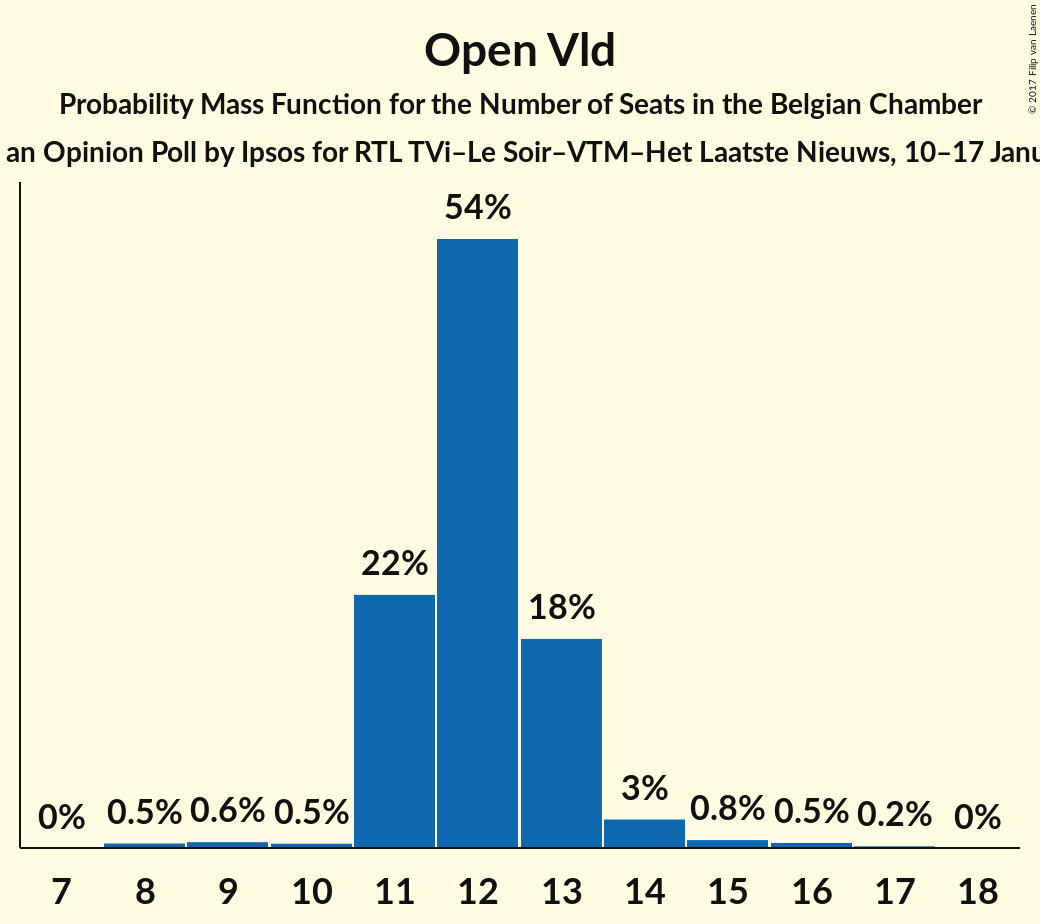 Open Vld
Probability Mass Function for the Number of Seats in the Belgian Chamber
an Opinion Poll by Ipsos for RTL TVi–Le Soir–VTM–Het Laatste Nieuws, 10–17 Janu
© 2017 Filip van Laenen
54%
22%
18%
3%
0% 0.5% 0.6% 0.5% 0.8% 0.5% 0.2% 0%
7 8 9 10 11 12 13 14 15 16 17 18